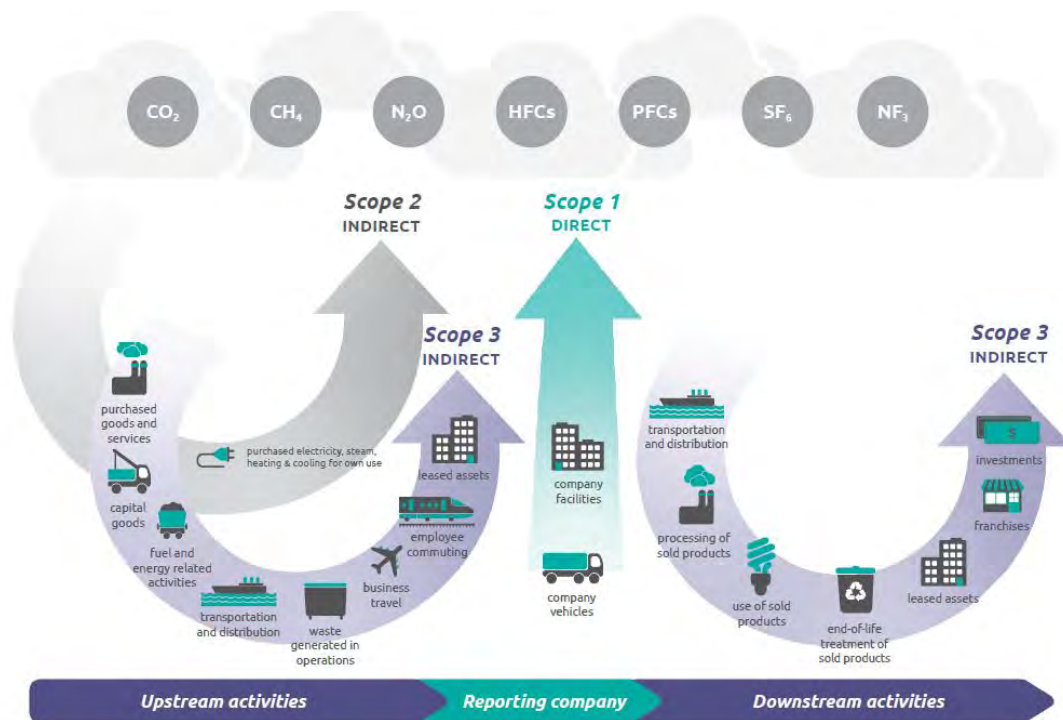 CO₂
CH₄
N₂O
HFCs
PFCs
SF₆
NF₃
Scope 2
INDIRECT
Scope 1
DIRECT
Scope 3
INDIRECT
Scope 3
INDIRECT
purchased
goods and
services
capital
goods
fuel and
energy related
activities
purchased electricity, steam,
heating & cooling for own use
transportation
and distribution
waste
generated in
operations
business
travel
employee
commuting
leased assets
company
facilities
company
vehicles
transportation
and distribution
processing of
sold products
use of sold
products
end-of-life
treatment of
sold products
leased assets
franchises
$
investments
Upstream activities
Reporting company
Downstream activities